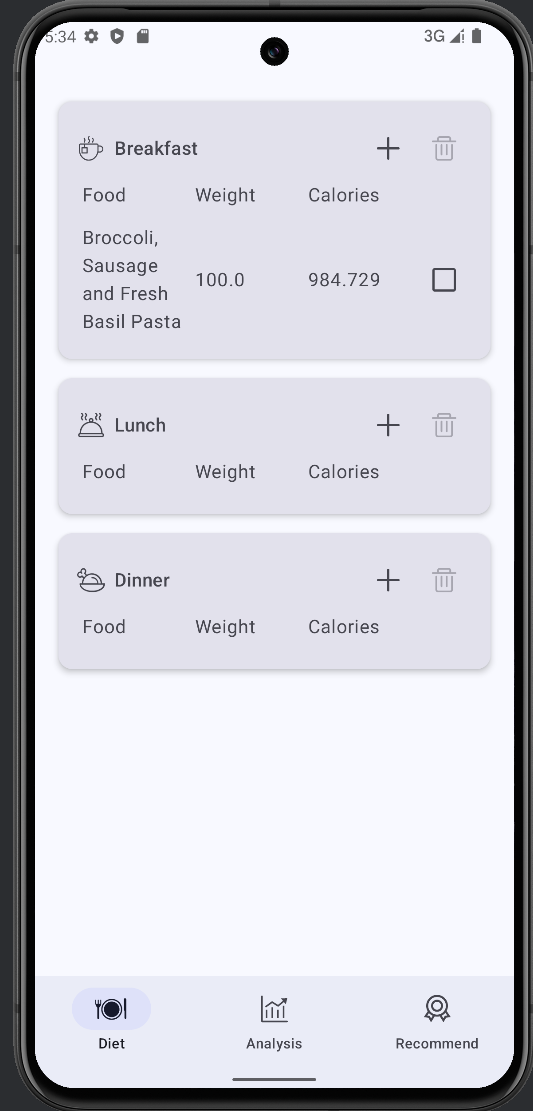 5:34 3G
Breakfast
Food Weight Calories
Broccoli,
Sausage
and Fresh
Basil Pasta
100.0 984.729
Lunch
Food Weight Calories
Dinner
Food Weight Calories
Diet Analysis Recommend